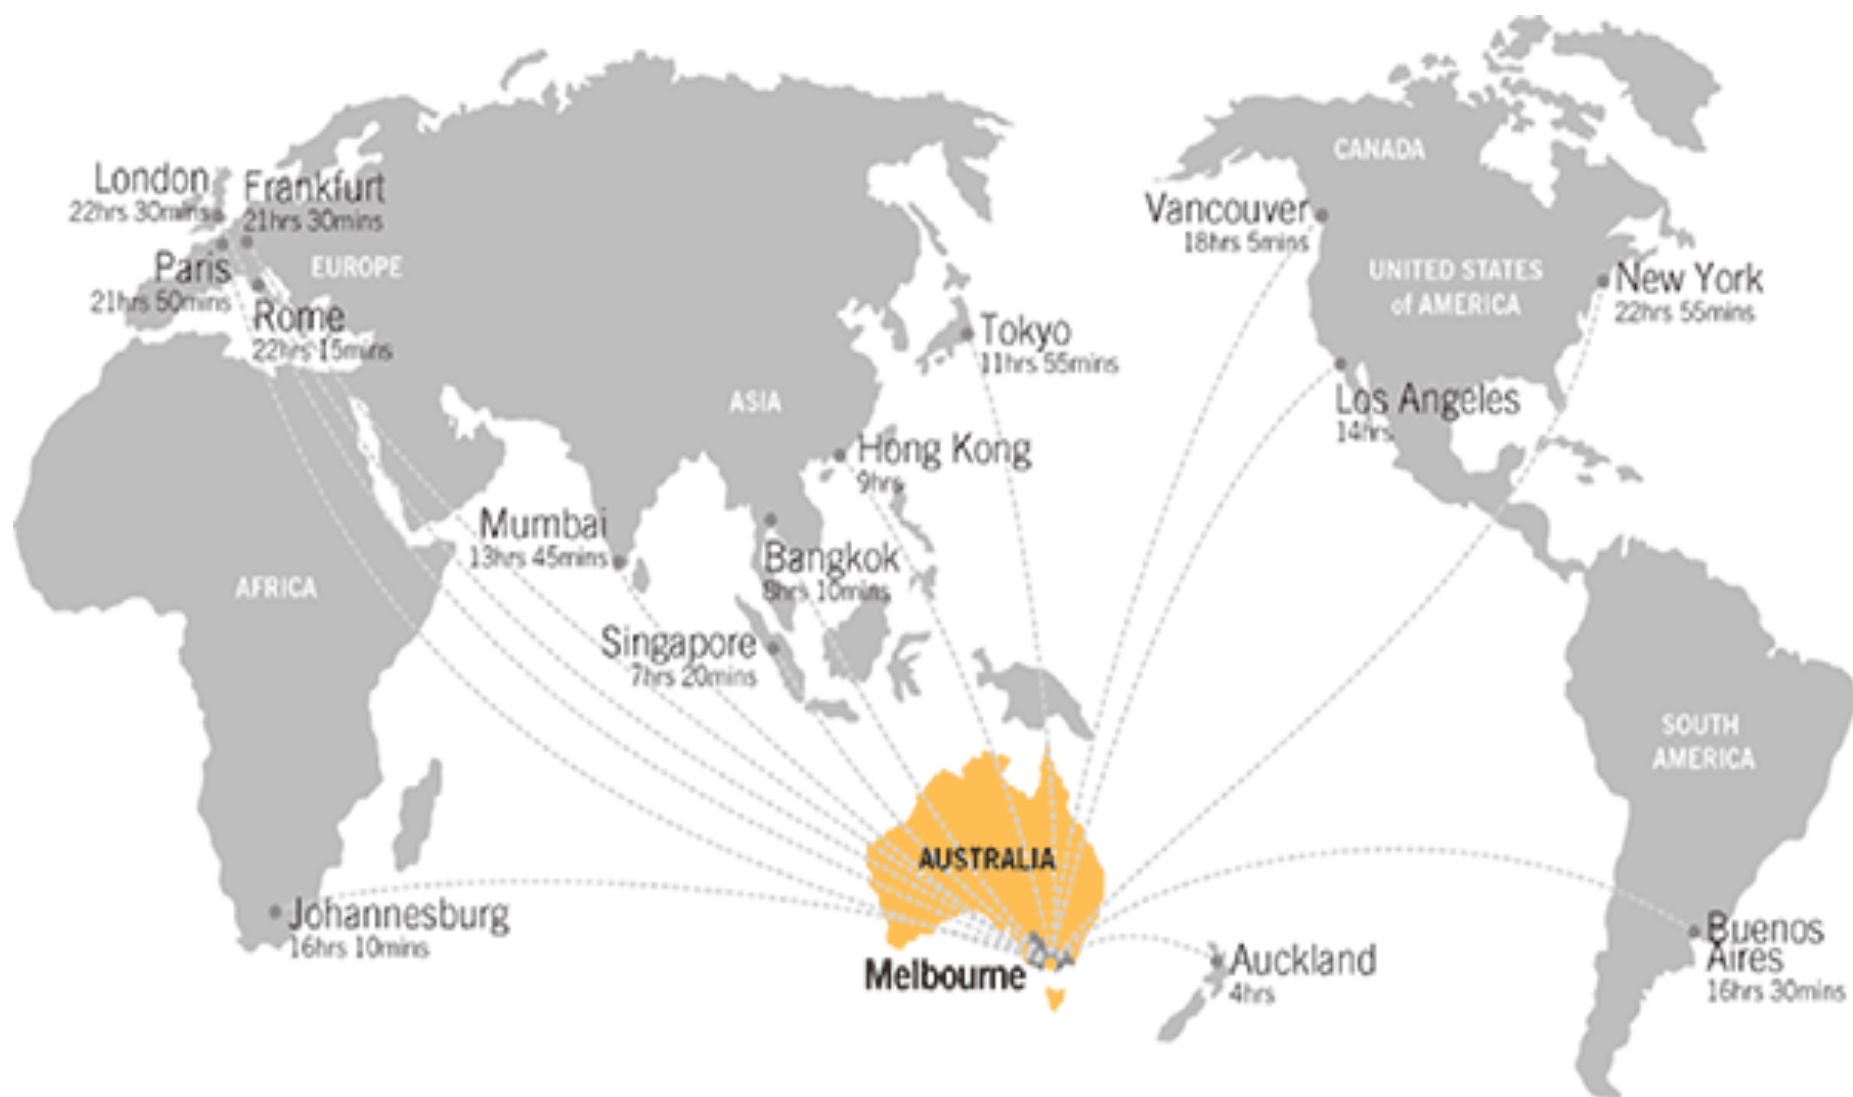 London
22hrs 30mins
Frankfurt
21hrs 30mins
Paris
21hrs 50mins
EUROPE
Rome
22hrs 15mins
ASIA
Tokyo
11hrs 55mins
Hong Kong
9hrs
Mumbai
13hrs 45mins
Bangkok
8hrs 10mins
Singapore
7hrs 20mins
AFRICA
Johannesburg
16hrs 10mins
AUSTRALIA
Melbourne
Auckland
4hrs
CANADA
Vancouver
18hrs 5mins
UNITED STATES
of AMERICA
New York
22hrs 55mins
Los Angeles
14hrs
SOUTH
AMERICA
Buenos
Aires
16hrs 30mins